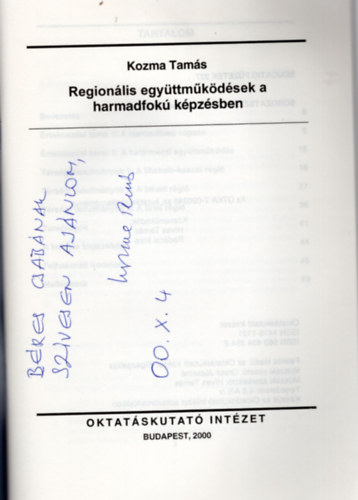 Kozma Tamás
Regionális együttműködések a
harmadfokú képzésben
BÉRES CSABÁNAK
SZÍVESEN AJÁNLOM,
00. X. 4
OKTATÁSKUTATÓ INTÉZET
BUDAPEST, 2000